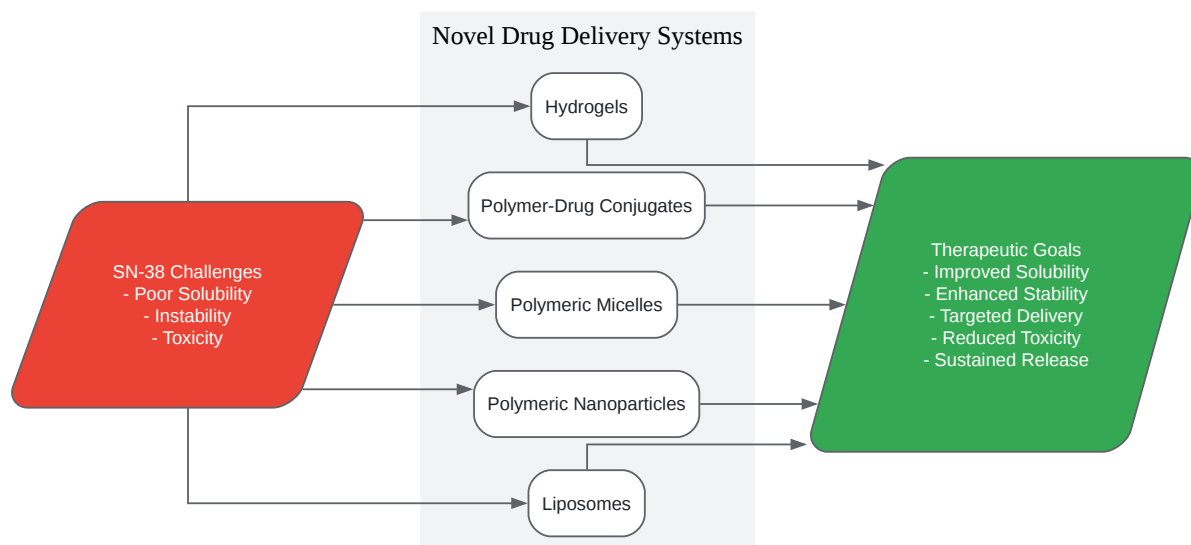 Novel Drug Delivery Systems
Hydrogels
Polymer-Drug Conjugates
Polymeric Micelles
Polymeric Nanoparticles
Liposomes
SN-38 Challenges
- Poor Solubility
- Instability
- Toxicity
Therapeutic Goals
- Improved Solubility
- Enhanced Stability
- Targeted Delivery
- Reduced Toxicity
- Sustained Release